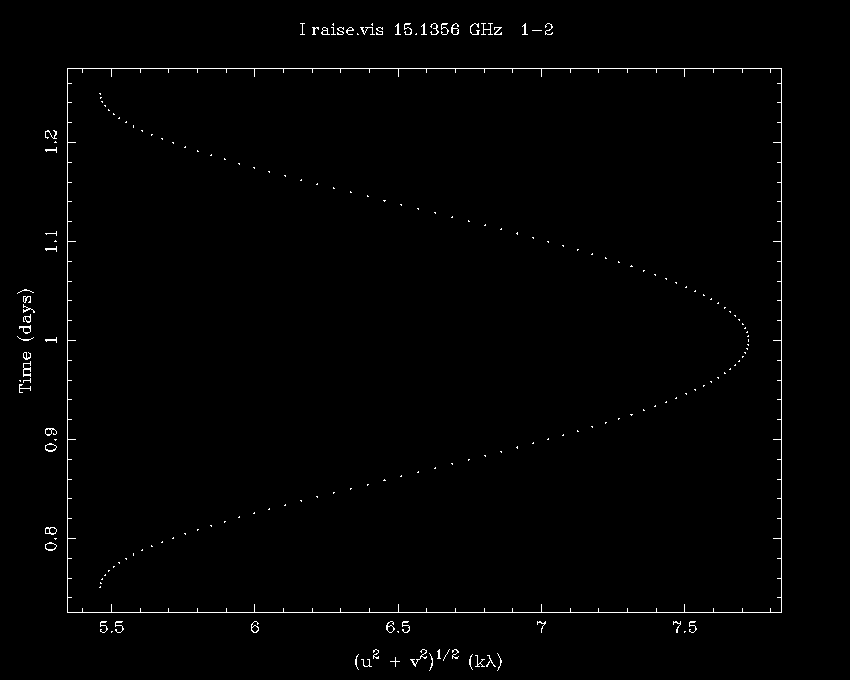 I raise.vis 15.1356 GHz 1−2
1.2
1.1
1
0.9
0.8
Time (days)
5.5 6 6.5 7 7.5
(u² + v²)^1/2 (kλ)